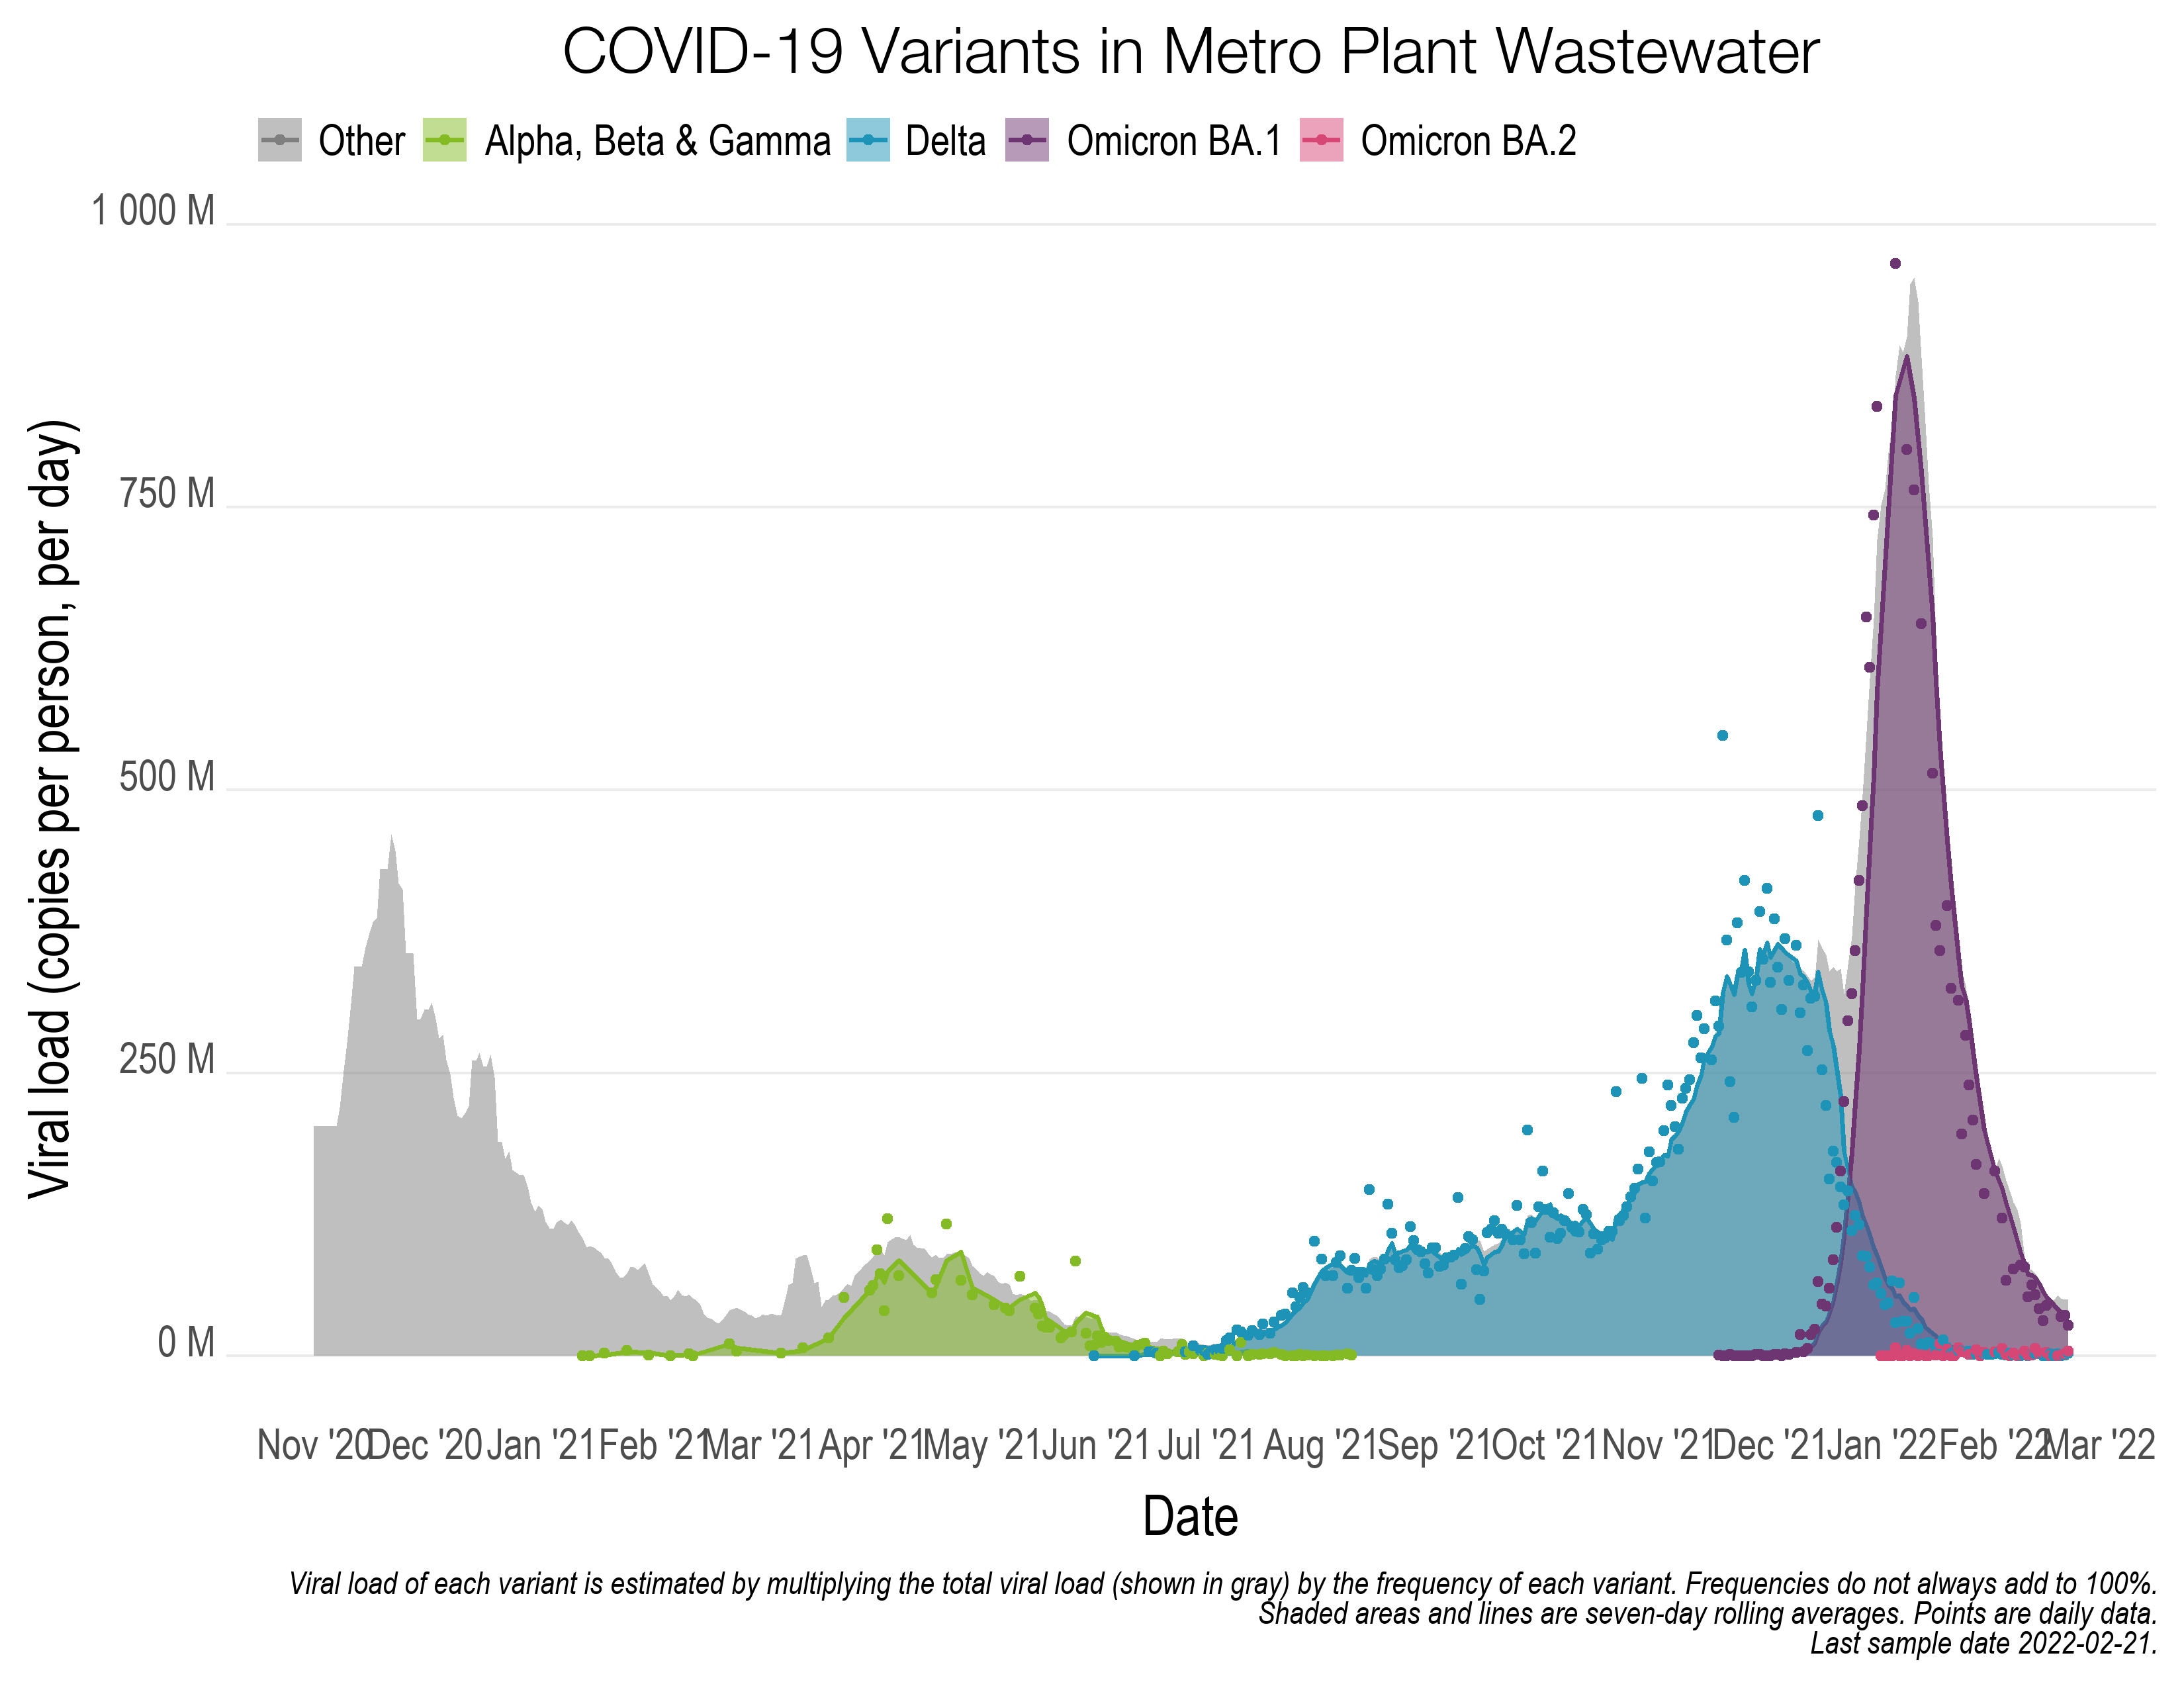 COVID-19 Variants in Metro Plant Wastewater
Other Alpha, Beta & Gamma Delta Omicron BA.1 Omicron BA.2
1 000 M
750 M
500 M
250 M
0 M
Viral load (copies per person, per day)
Nov '20 Dec '20 Jan '21 Feb '21 Mar '21 Apr '21 May '21 Jun '21 Jul '21 Aug '21 Sep '21 Oct '21 Nov '21 Dec '21 Jan '22 Feb '22 Mar '22
Date
Viral load of each variant is estimated by multiplying the total viral load (shown in gray) by the frequency of each variant. Frequencies do not always add to 100%.
Shaded areas and lines are seven-day rolling averages. Points are daily data.
Last sample date 2022-02-21.